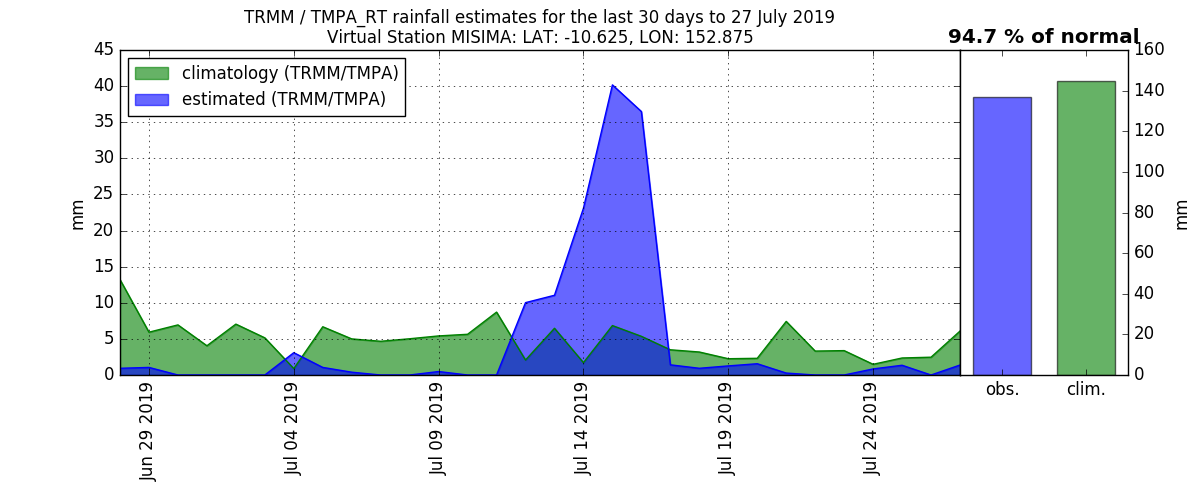 TRMM / TMPA_RT rainfall estimates for the last 30 days to 27 July 2019
Virtual Station MISIMA: LAT: -10.625, LON: 152.875
94.7 % of normal
climatology (TRMM/TMPA)
estimated (TRMM/TMPA)
45
40
35
30
25
20
15
10
5
0
mm
Jun 29 2019
Jul 04 2019
Jul 09 2019
Jul 14 2019
Jul 19 2019
Jul 24 2019
160
140
120
100
80
60
40
20
0
mm
obs.
clim.